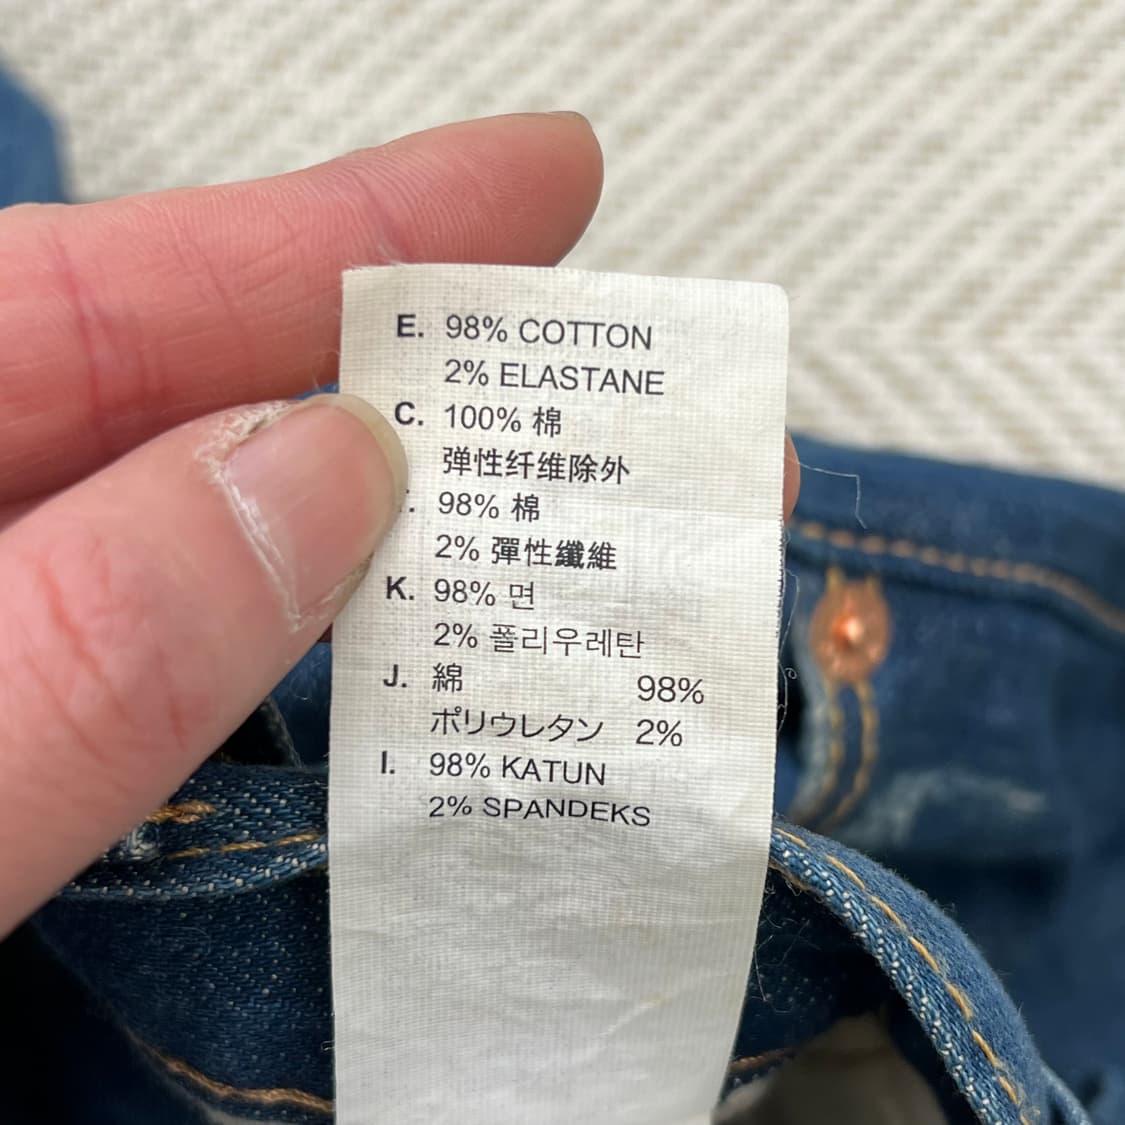 E. 98% COTTON
2% ELASTANE
C. 100% 棉
弹性纤维除外
98% 棉
2% 彈性纖維
K. 98% 면
2% 폴리우레탄
J. 綿 98%
ポリウレタン 2%
I. 98% KATUN
2% SPANDEKS